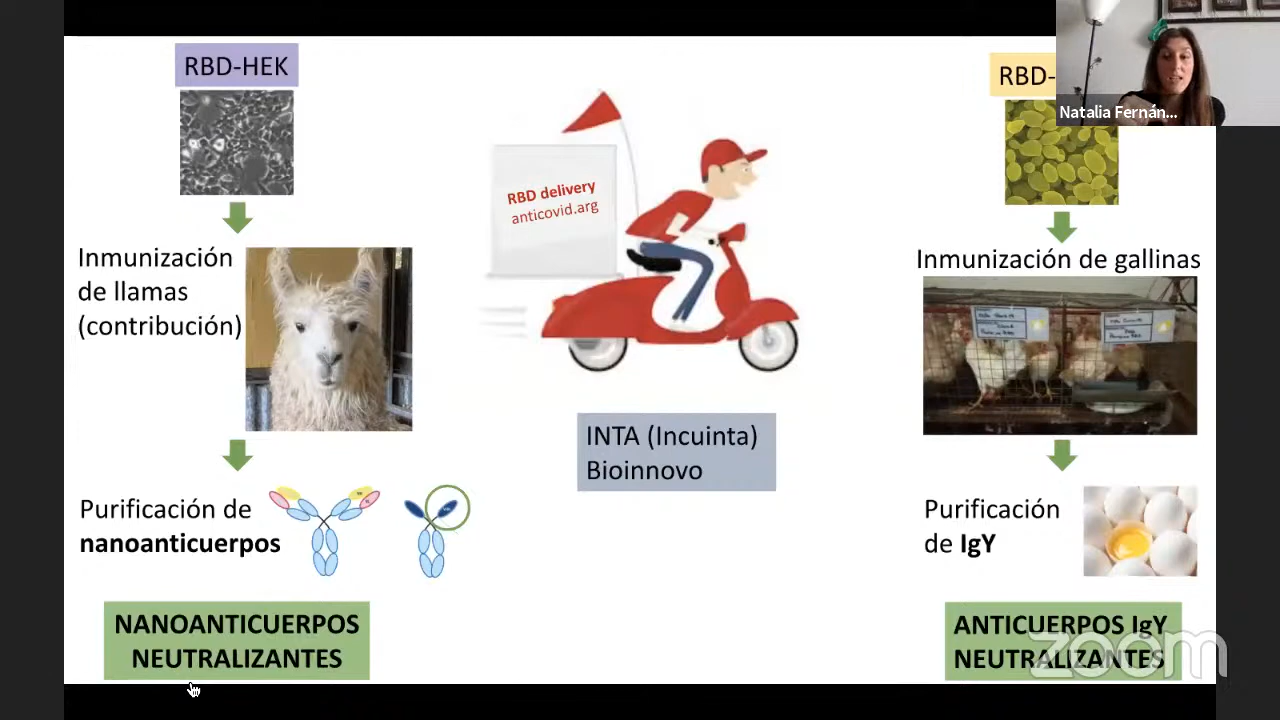 RBD-HEK
Inmunización
de llamas
(contribución)
Purificación de
nanoanticuerpos
NANOANTICUERPOS
NEUTRALIZANTES
RBD delivery
anticovid.arg
INTA (Incuinta)
Bioinnovo
RBD-
Natalia Fernán...
Inmunización de gallinas
Purificación
de IgY
ANTICUERPOS IgY
NEUTRALIZANTES
zoom